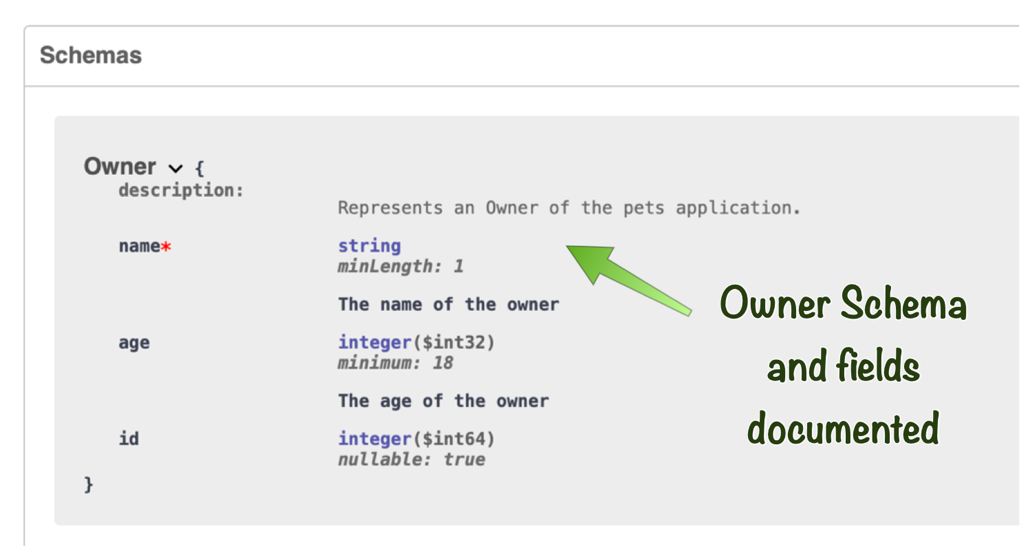 Schemas
Owner {
description:
Represents an Owner of the pets application.
name* string
minLength: 1
The name of the owner
age integer($int32)
minimum: 18
The age of the owner
id integer($int64)
nullable: true
}
Owner Schema
and fields
documented